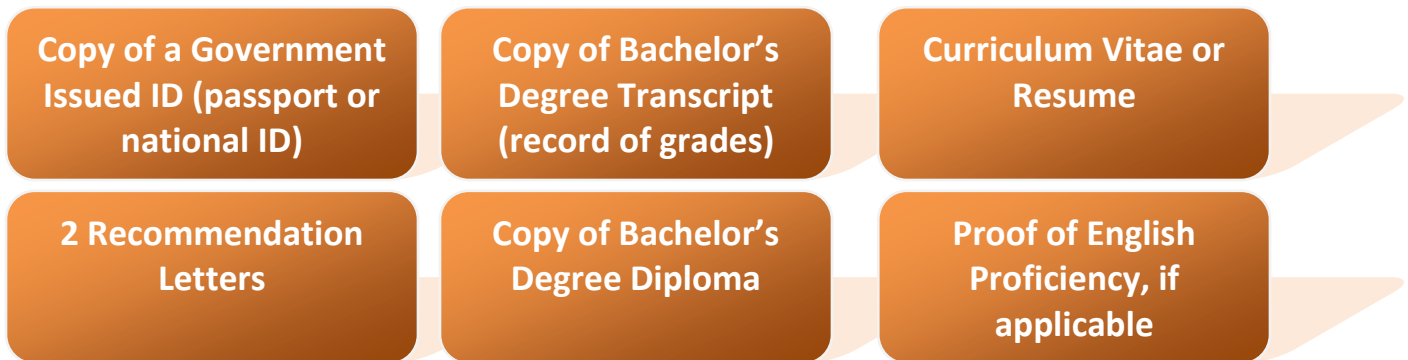 Copy of a Government
Issued ID (passport or
national ID)
Copy of Bachelor’s
Degree Transcript
(record of grades)
Curriculum Vitae or
Resume
2 Recommendation
Letters
Copy of Bachelor’s
Degree Diploma
Proof of English
Proficiency, if
applicable